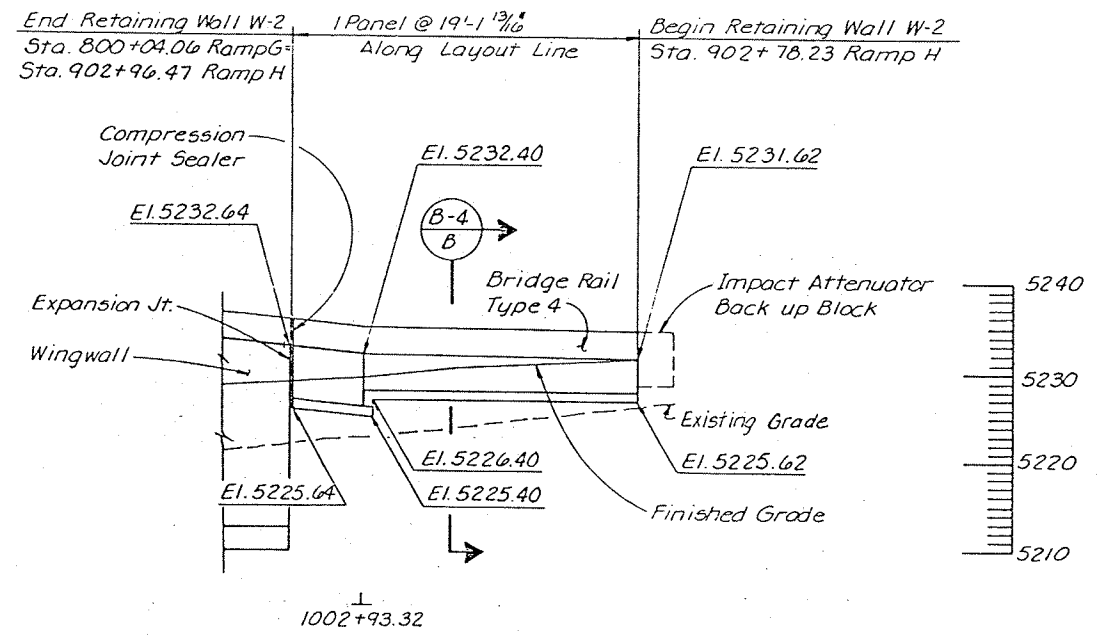 End Retaining Wall W-2
Sta. 800+04.06 Ramp G=
Sta. 902+96.47 Ramp H
1 Panel @ 19'-1 13/16"
Along Layout Line
Begin Retaining Wall W-2
Sta. 902+78.23 Ramp H
Compression
Joint Sealer
El. 5232.40
El. 5231.62
El. 5232.64
B-4
B
Bridge Rail
Type 4
Impact Attenuator
Back up Block
5240
Expansion Jt.
Wingwall
5230
Existing Grade
El. 5226.40
El. 5225.62
5220
El. 5225.64
El. 5225.40
Finished Grade
5210
1002+93.32